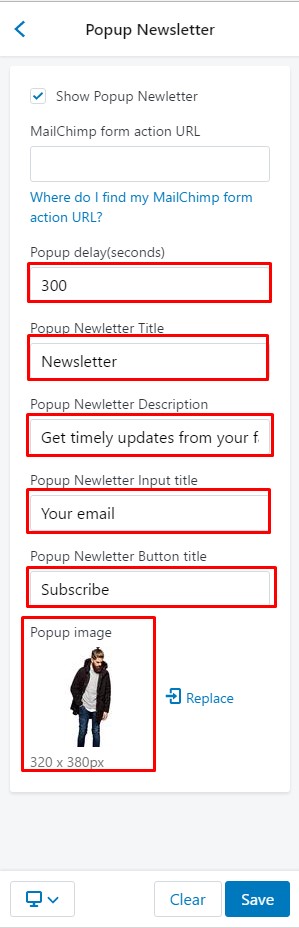 Popup Newsletter
Show Popup Newletter
MailChimp form action URL
Where do I find my MailChimp form
action URL?
Popup delay(seconds)
300
Popup Newletter Title
Newsletter
Popup Newletter Description
Get timely updates from your f
Popup Newletter Input title
Your email
Popup Newletter Button title
Subscribe
Popup image
Replace
320 x 380px
Clear
Save